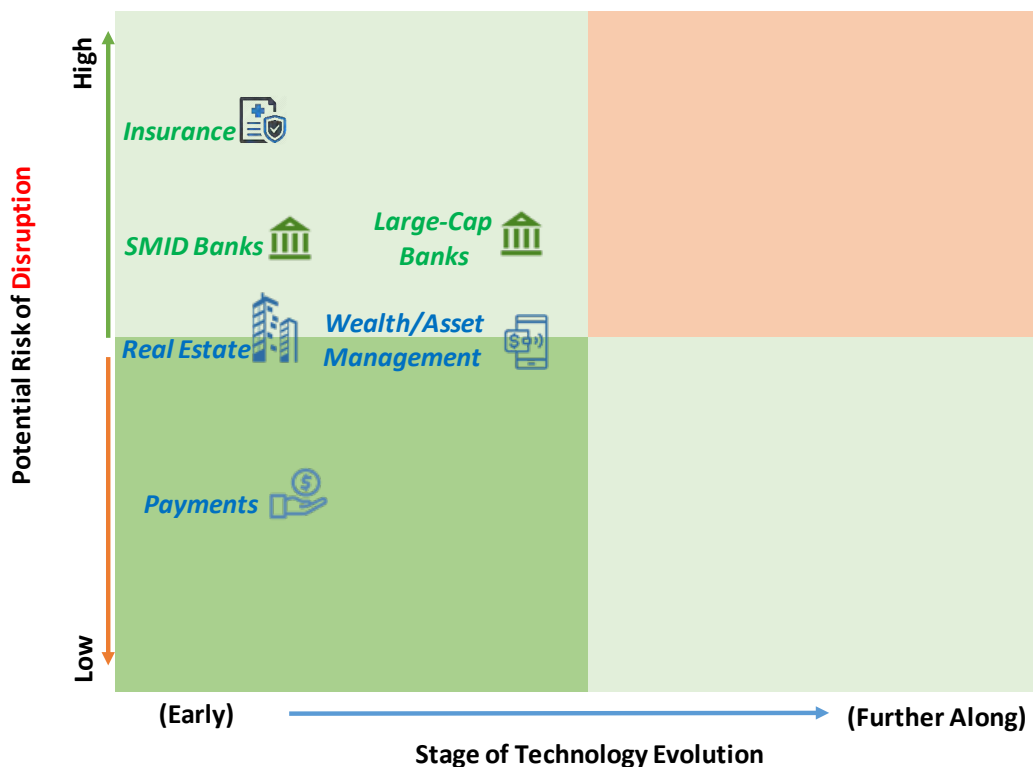 High
Insurance
Large-Cap
Banks
SMID Banks
Potential Risk of Disruption
Wealth/Asset
Management
Real Estate
$
Payments
$
Low
(Early)
(Further Along)
Stage of Technology Evolution